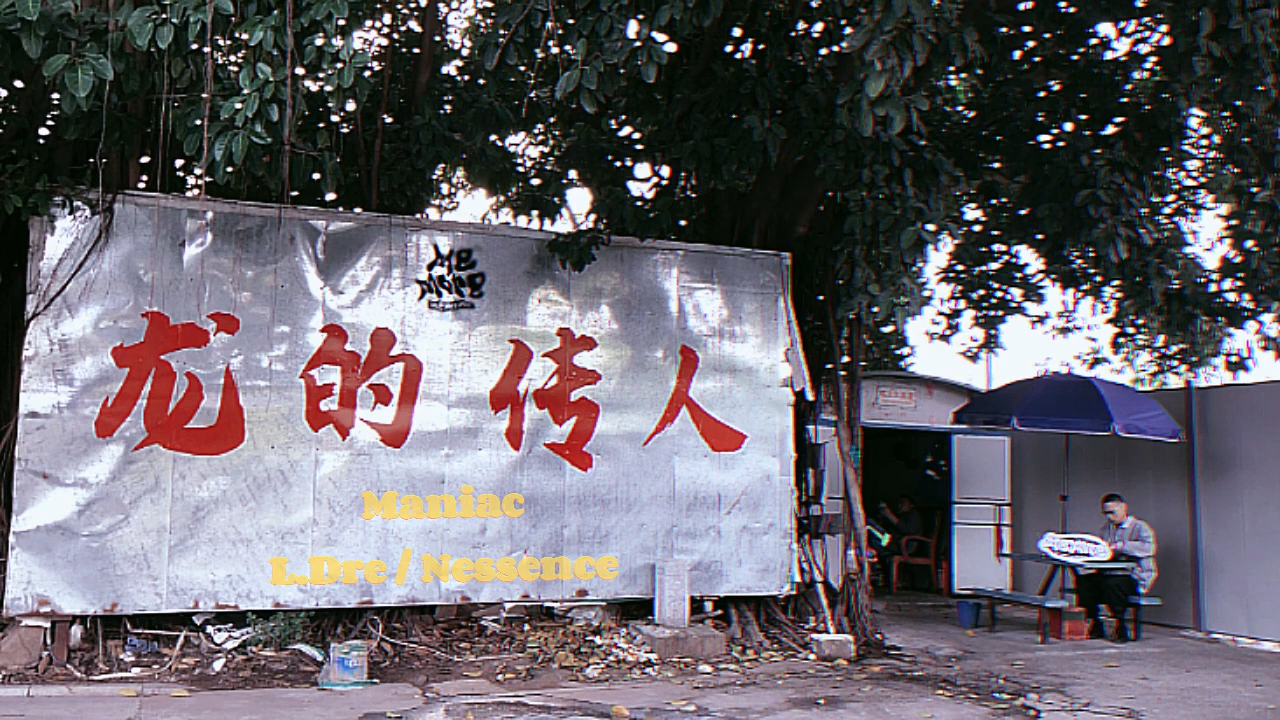 龙的传人
Maniac
L.Dre / Nessence